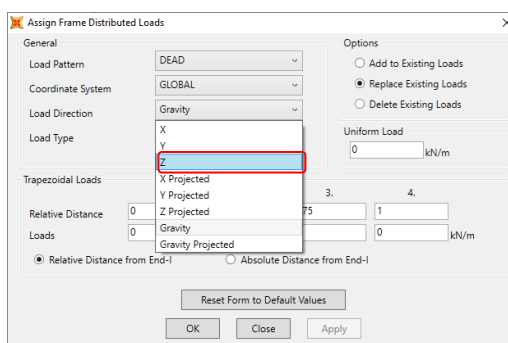 Assign Frame Distributed Loads
General
Load Pattern DEAD
Coordinate System GLOBAL
Load Direction Gravity
Load Type
X
Y
Z
X Projected
Y Projected
Z Projected
Gravity
Gravity Projected
Options
Add to Existing Loads
Replace Existing Loads
Delete Existing Loads
Uniform Load
0 kN/m
Trapezoidal Loads
3. 4.
Relative Distance 0 75 1
Loads 0 0 kN/m
Relative Distance from End-I Absolute Distance from End-I
Reset Form to Default Values
OK Close Apply